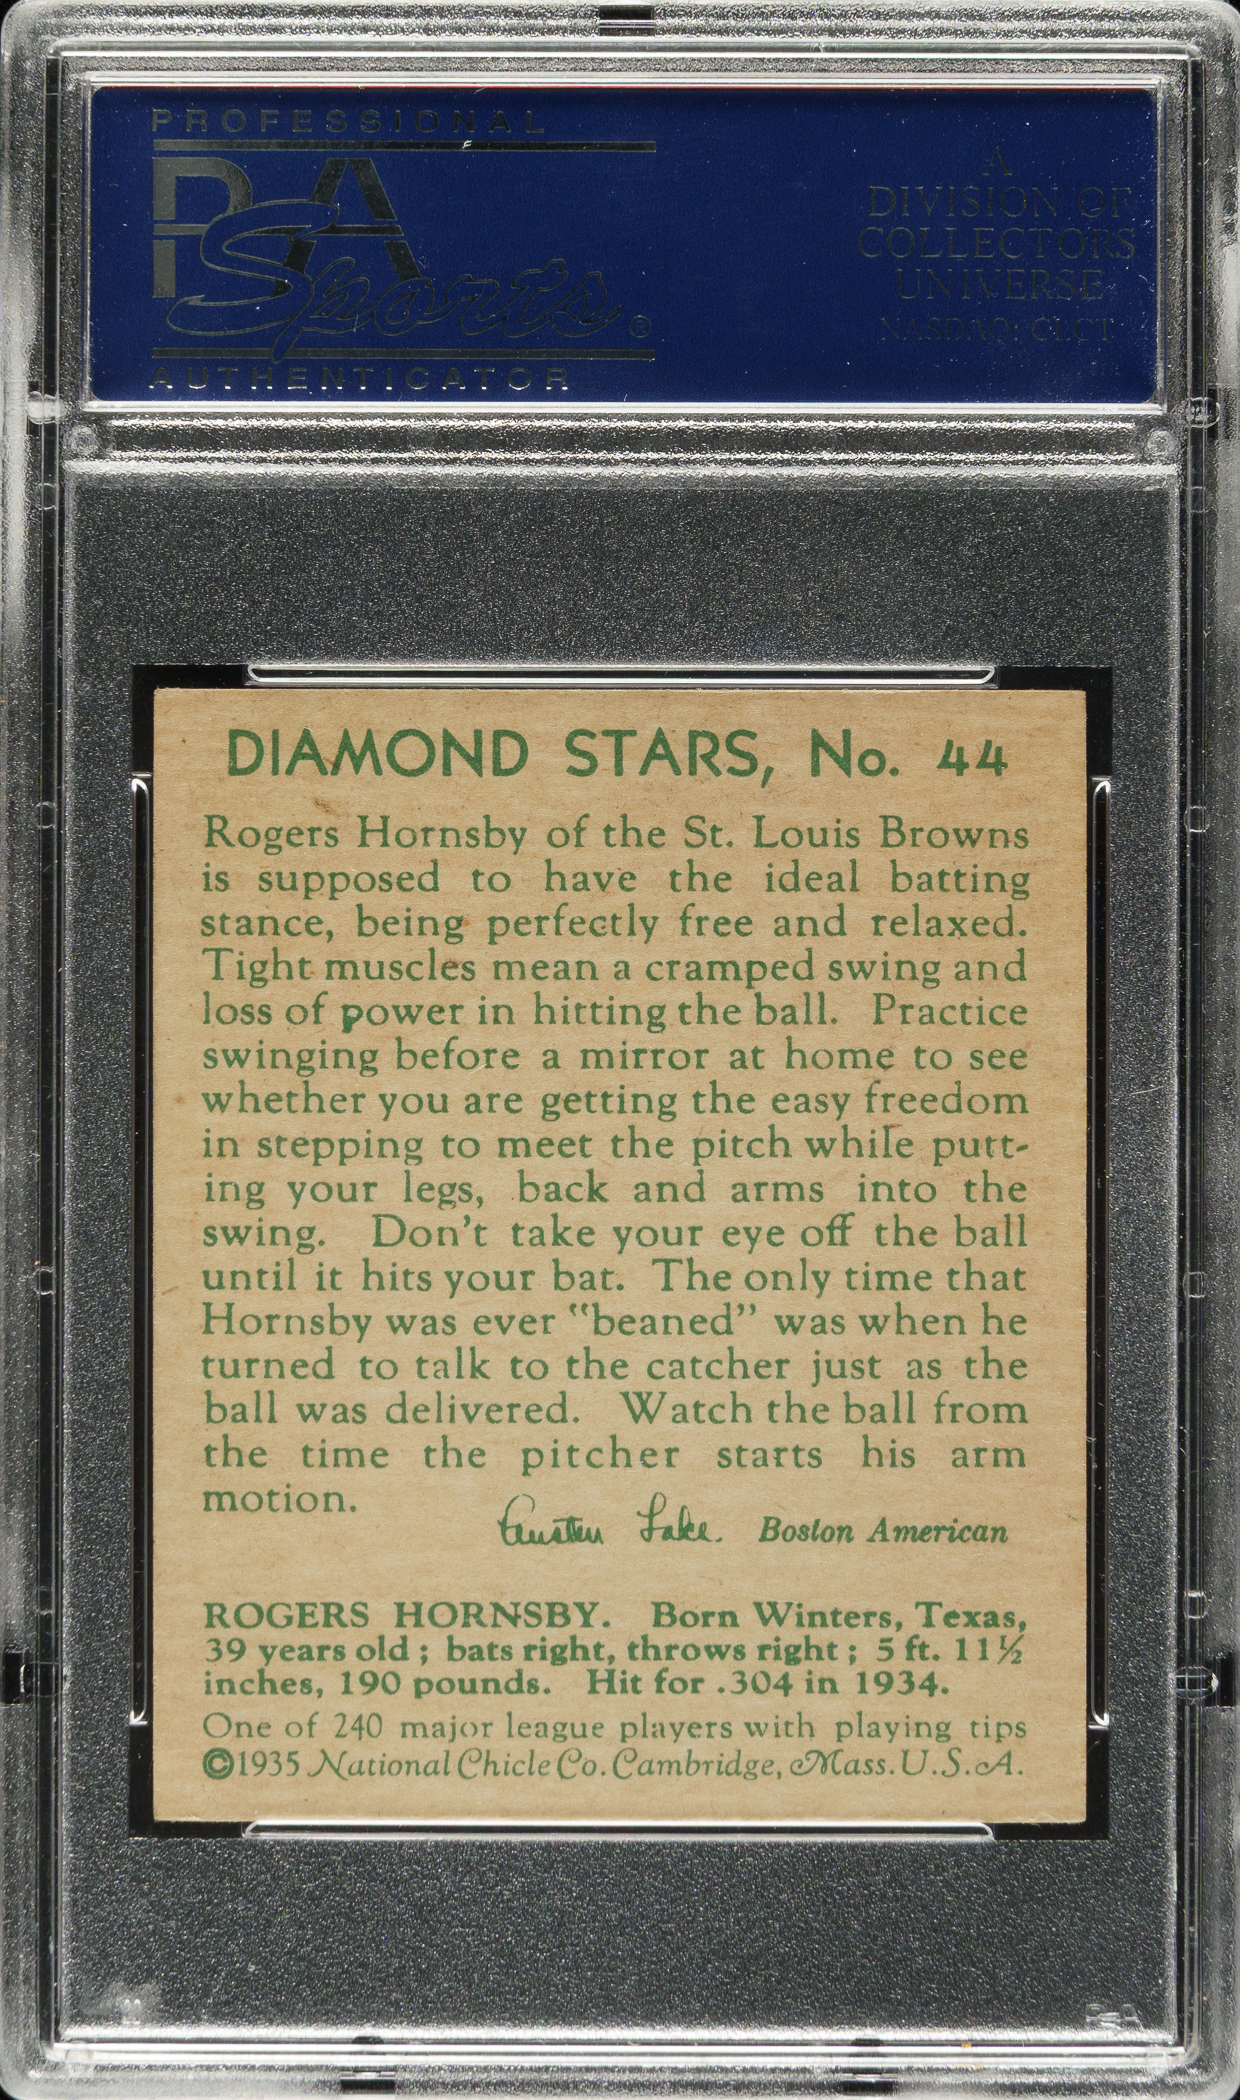 PROFESSIONAL
PSA
Sports ®
AUTHENTICATOR
A
DIVISION OF
COLLECTORS
UNIVERSE
NASDAQ: CLCT
DIAMOND STARS, No. 44
Rogers Hornsby of the St. Louis Browns
is supposed to have the ideal batting
stance, being perfectly free and relaxed.
Tight muscles mean a cramped swing and
loss of power in hitting the ball. Practice
swinging before a mirror at home to see
whether you are getting the easy freedom
in stepping to meet the pitch while putt-
ing your legs, back and arms into the
swing. Don't take your eye off the ball
until it hits your bat. The only time that
Hornsby was ever "beaned" was when he
turned to talk to the catcher just as the
ball was delivered. Watch the ball from
the time the pitcher starts his arm
motion.
Austen Lake. Boston American
ROGERS HORNSBY. Born Winters, Texas,
39 years old; bats right, throws right; 5 ft. 11½
inches, 190 pounds. Hit for .304 in 1934.
One of 240 major league players with playing tips
©1935 National Chicle Co. Cambridge, Mass. U.S.A.
PSA